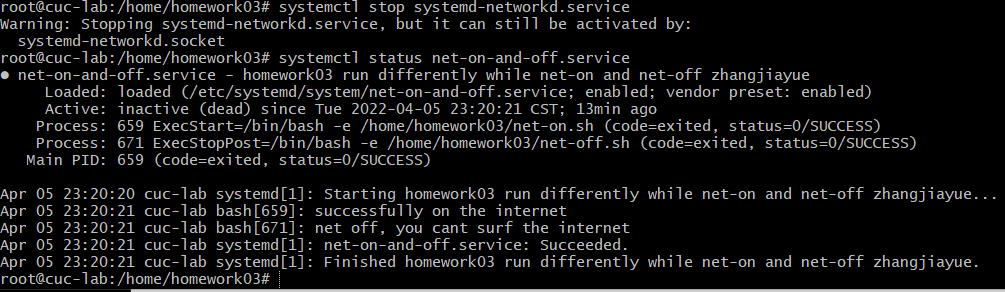 root@cuc-lab:/home/homework03# systemctl stop systemd-networkd.service
Warning: Stopping systemd-networkd.service, but it can still be activated by:
  systemd-networkd.socket
root@cuc-lab:/home/homework03# systemctl status net-on-and-off.service
● net-on-and-off.service - homework03 run differently while net-on and net-off zhangjiayue
     Loaded: loaded (/etc/systemd/system/net-on-and-off.service; enabled; vendor preset: enabled)
     Active: inactive (dead) since Tue 2022-04-05 23:20:21 CST; 13min ago
    Process: 659 ExecStart=/bin/bash -e /home/homework03/net-on.sh (code=exited, status=0/SUCCESS)
    Process: 671 ExecStopPost=/bin/bash -e /home/homework03/net-off.sh (code=exited, status=0/SUCCESS)
   Main PID: 659 (code=exited, status=0/SUCCESS)

Apr 05 23:20:20 cuc-lab systemd[1]: Starting homework03 run differently while net-on and net-off zhangjiayue...
Apr 05 23:20:21 cuc-lab bash[659]: successfully on the internet
Apr 05 23:20:21 cuc-lab bash[671]: net off, you cant surf the internet
Apr 05 23:20:21 cuc-lab systemd[1]: net-on-and-off.service: Succeeded.
Apr 05 23:20:21 cuc-lab systemd[1]: Finished homework03 run differently while net-on and net-off zhangjiayue.
root@cuc-lab:/home/homework03#